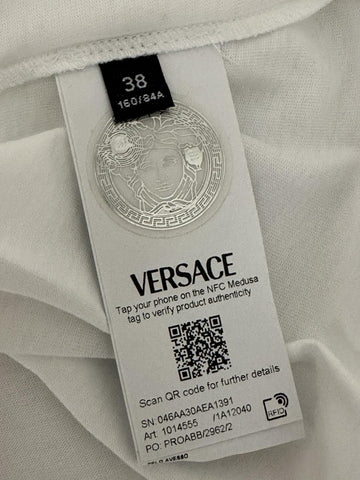 38
160/84A
VERSACE
Tap your phone on the NFC Medusa
tag to verify product authenticity
Scan QR code for further details
SN: 046AA30AEA1391
Art. 1014555 /1A12040
PO: PROABB/2962/2
RFID